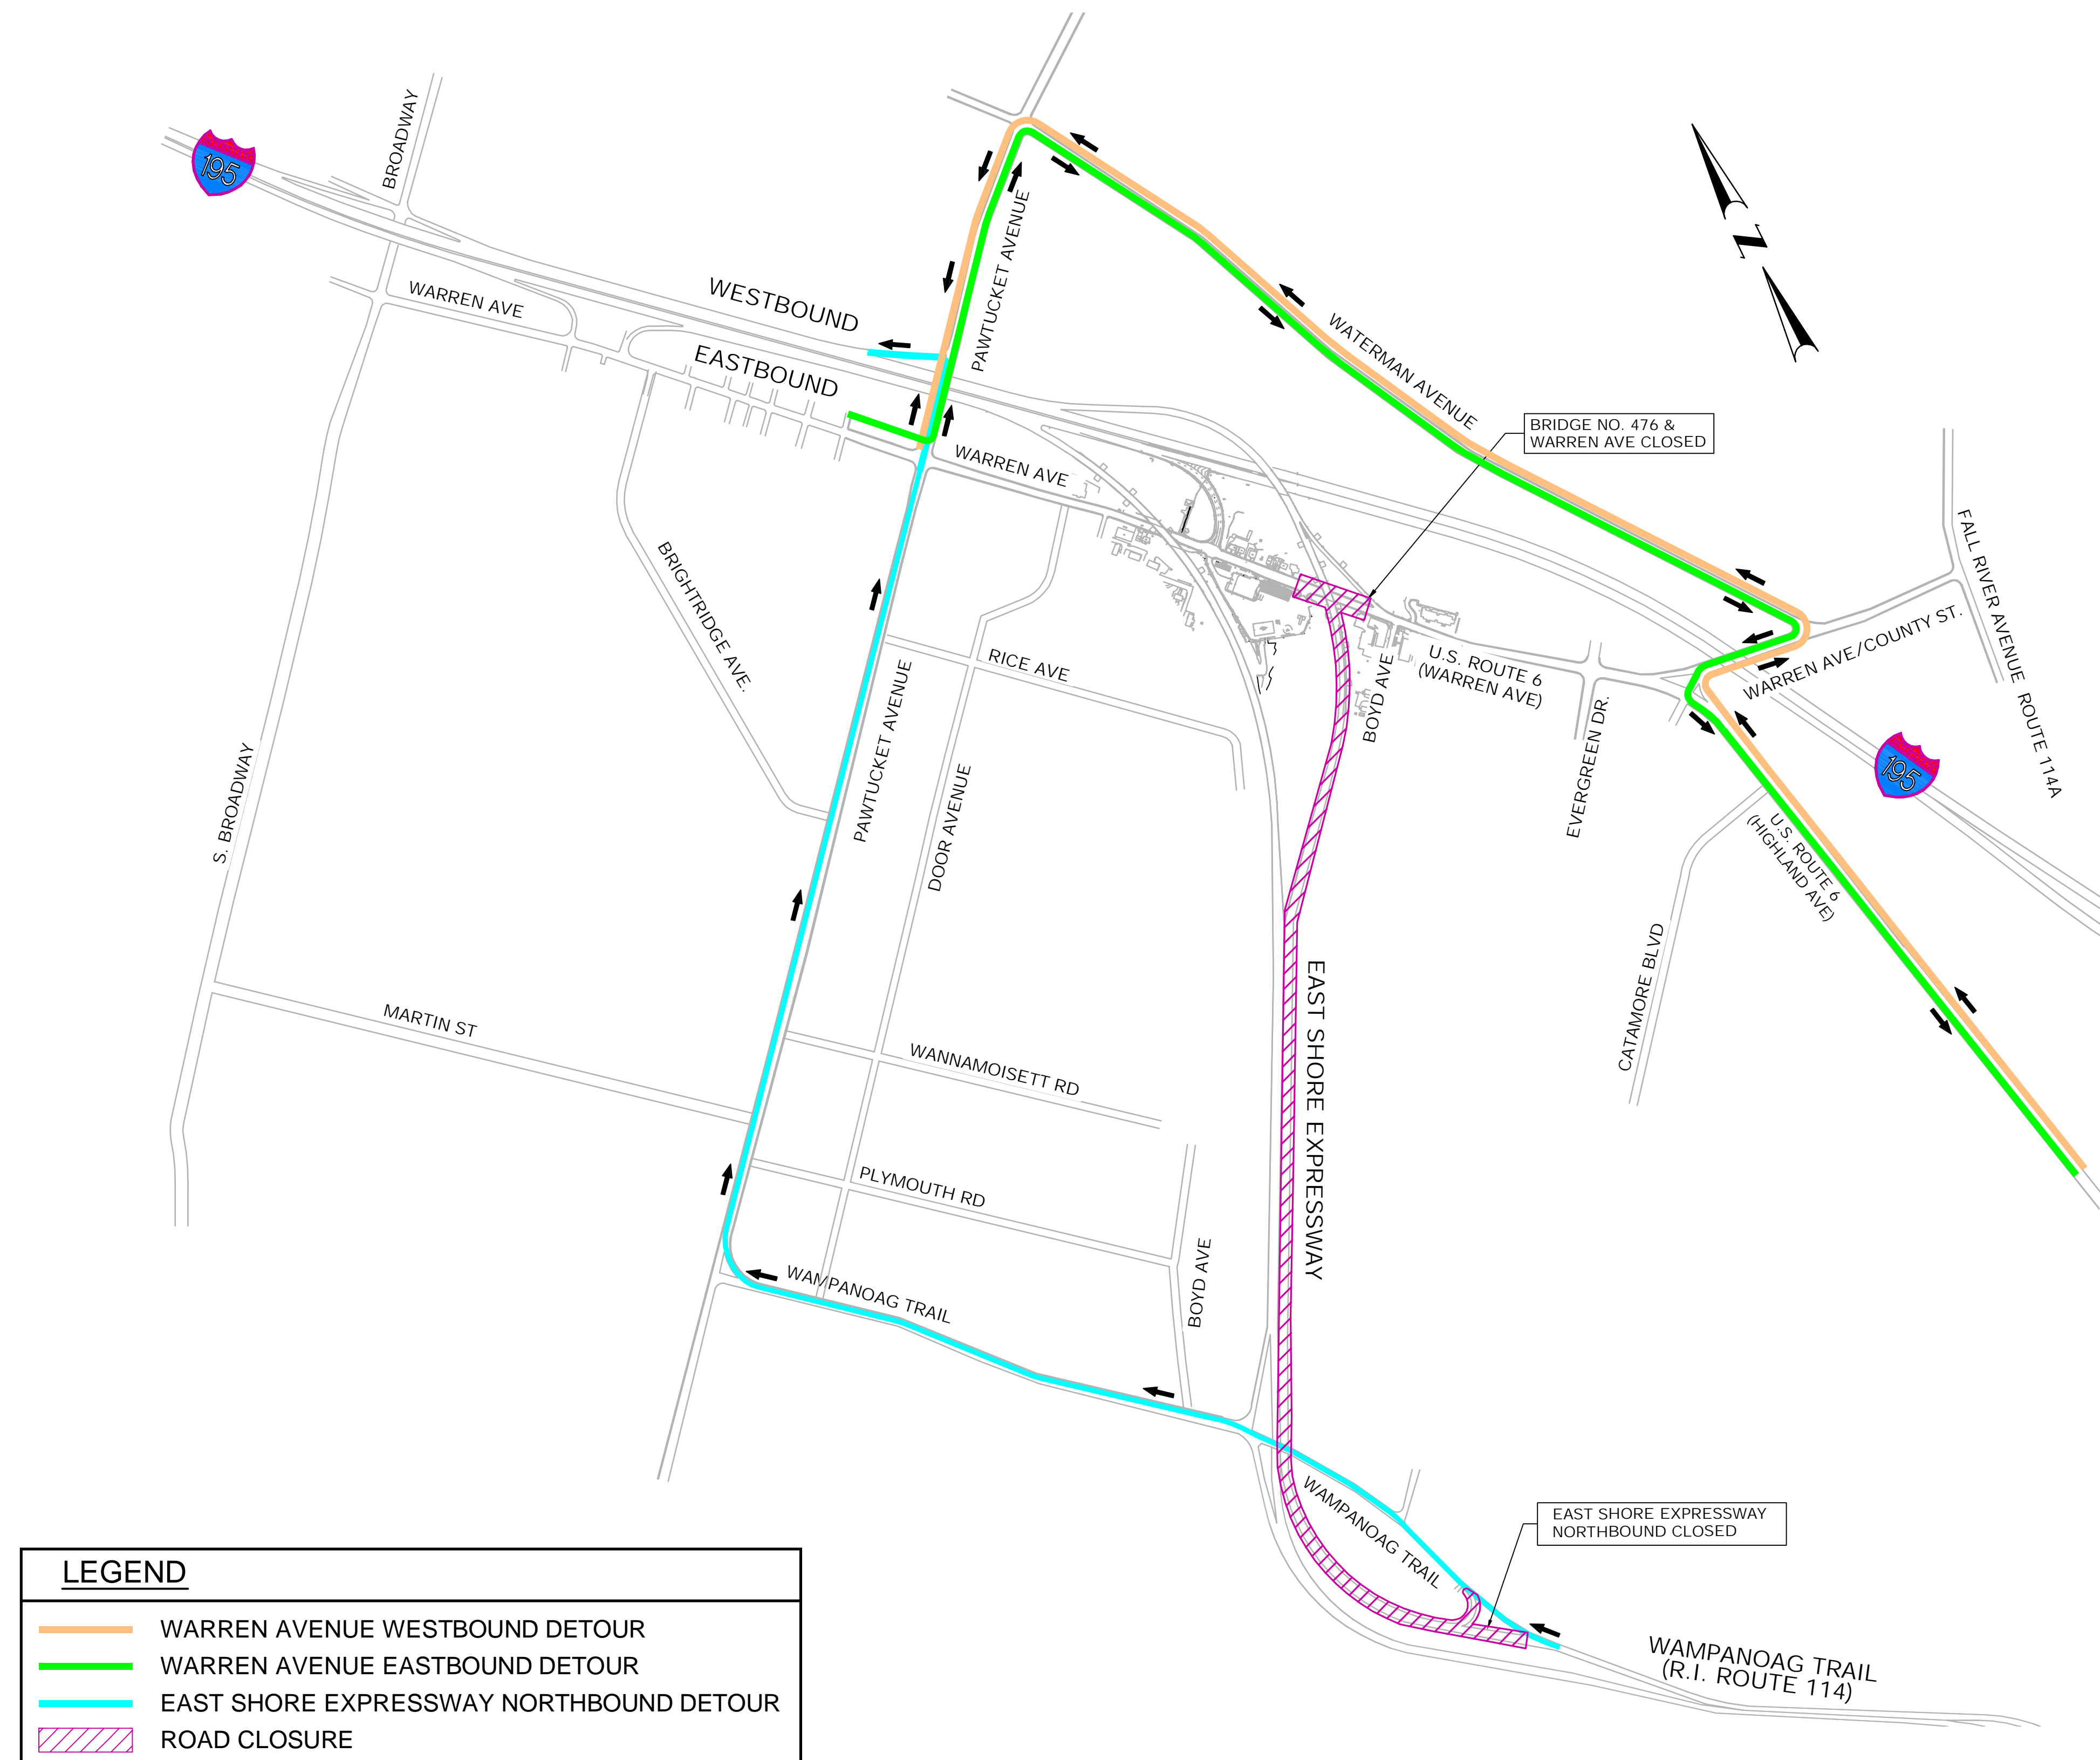 BROADWAY
195
WARREN AVE
WESTBOUND
EASTBOUND
PAWTUCKET AVENUE
WATERMAN AVENUE
N
BRIDGE NO. 476 &
WARREN AVE CLOSED
WARREN AVE
FALL RIVER AVENUE ROUTE 114A
BRIGHTRIDGE AVE.
RICE AVE
PAWTUCKET AVENUE
BOYD AVE
U.S. ROUTE 6
(WARREN AVE)
WARREN AVE/COUNTY ST.
EVERGREEN DR.
195
S. BROADWAY
DOOR AVENUE
U.S. ROUTE 6
(HIGHLAND AVE)
CATAMORE BLVD
EAST SHORE EXPRESSWAY
MARTIN ST
WANNAMOISETT RD
PLYMOUTH RD
BOYD AVE
WAMPANOAG TRAIL
WAMPANOAG TRAIL
EAST SHORE EXPRESSWAY
NORTHBOUND CLOSED
WAMPANOAG TRAIL
(R.I. ROUTE 114)
LEGEND
WARREN AVENUE WESTBOUND DETOUR
WARREN AVENUE EASTBOUND DETOUR
EAST SHORE EXPRESSWAY NORTHBOUND DETOUR
ROAD CLOSURE